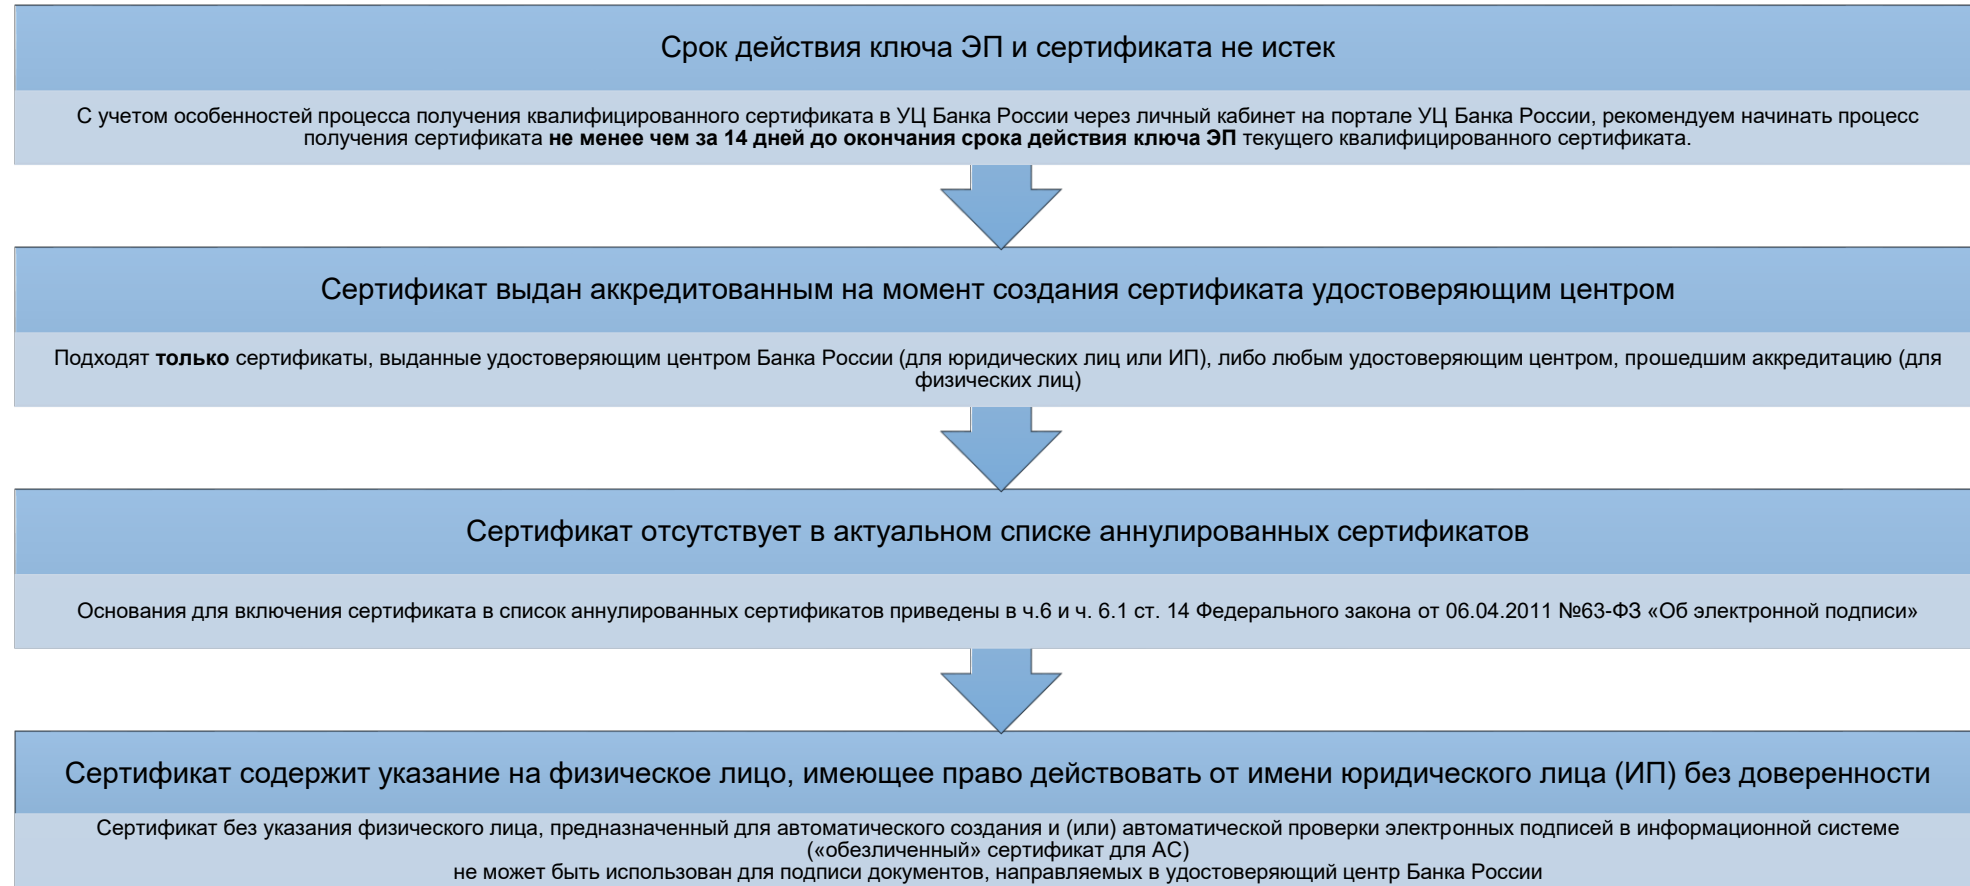 Срок действия ключа ЭП и сертификата не истек
С учетом особенностей процесса получения квалифицированного сертификата в УЦ Банка России через личный кабинет на портале УЦ Банка России, рекомендуем начинать процесс
получения сертификата не менее чем за 14 дней до окончания срока действия ключа ЭП текущего квалифицированного сертификата.
Сертификат выдан аккредитованным на момент создания сертификата удостоверяющим центром
Подходят только сертификаты, выданные удостоверяющим центром Банка России (для юридических лиц или ИП), либо любым удостоверяющим центром, прошедшим аккредитацию (для
физических лиц)
Сертификат отсутствует в актуальном списке аннулированных сертификатов
Основания для включения сертификата в список аннулированных сертификатов приведены в ч.6 и ч. 6.1 ст. 14 Федерального закона от 06.04.2011 №63-ФЗ «Об электронной подписи»
Сертификат содержит указание на физическое лицо, имеющее право действовать от имени юридического лица (ИП) без доверенности
Сертификат без указания физического лица, предназначенный для автоматического создания и (или) автоматической проверки электронных подписей в информационной системе
(«обезличенный» сертификат для АС)
не может быть использован для подписи документов, направляемых в удостоверяющий центр Банка России